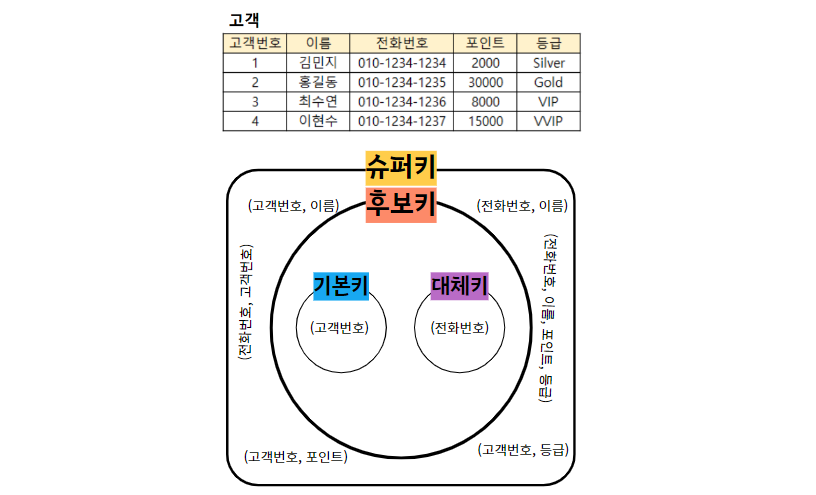 고객
고객번호 이름 전화번호 포인트 등급
1 김민지 010-1234-1234 2000 Silver
2 홍길동 010-1234-1235 30000 Gold
3 최수연 010-1234-1236 8000 VIP
4 이현수 010-1234-1237 15000 VVIP
슈퍼키
후보키
(고객번호, 이름)
(전화번호, 이름)
(전화번호, 고객번호)
(전화번호, 이름, 포인트, 등급)
기본키
대체키
(고객번호)
(전화번호)
(고객번호, 포인트)
(고객번호, 등급)